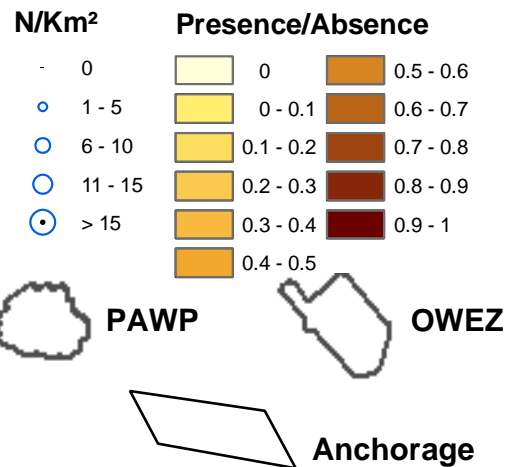 N/Km² Presence/Absence
- 0 0 0.5 - 0.6
1 - 5 0 - 0.1 0.6 - 0.7
6 - 10 0.1 - 0.2 0.7 - 0.8
11 - 15 0.2 - 0.3 0.8 - 0.9
> 15 0.3 - 0.4 0.9 - 1
0.4 - 0.5
PAWP OWEZ
Anchorage